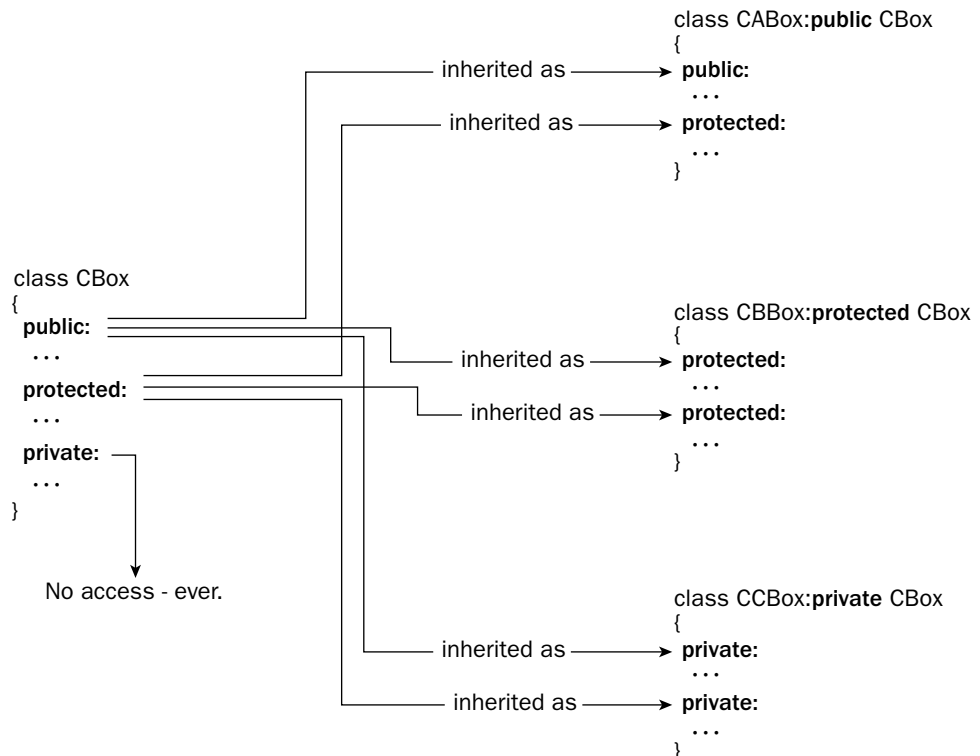 class CABox:public CBox
{
inherited as
public:
...
inherited as
protected:
...
}
class CBox
{
public:
...
protected:
...
private:
...
}
No access - ever.
class CBBox:protected CBox
{
inherited as
protected:
...
inherited as
protected:
...
}
class CCBox:private CBox
{
inherited as
private:
...
inherited as
private:
...
}